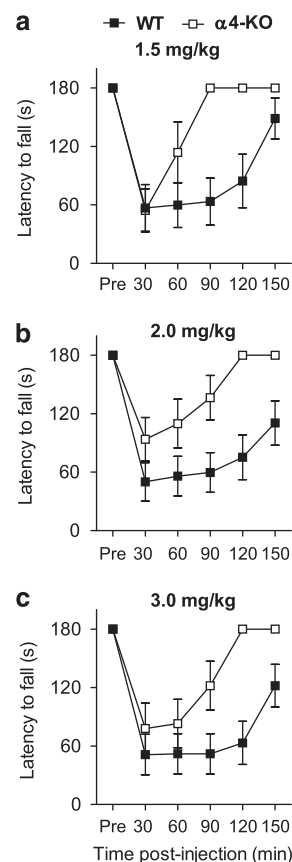 a
WT α4-KO
1.5 mg/kg
Latency to fall (s)
180
120
60
0
Pre 30 60 90 120 150
b
2.0 mg/kg
Latency to fall (s)
180
120
60
0
Pre 30 60 90 120 150
c
3.0 mg/kg
Latency to fall (s)
180
120
60
0
Pre 30 60 90 120 150
Time post-injection (min)